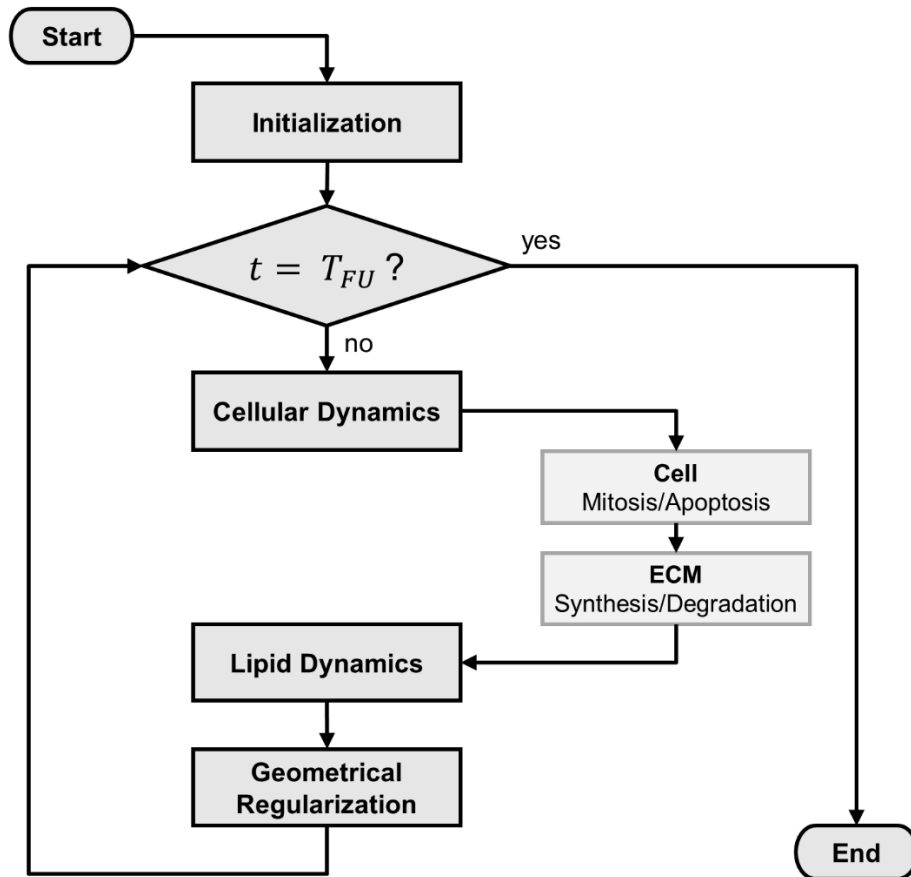 Start
Initialization
yes
t = T_FU ?
no
Cellular Dynamics
Cell
Mitosis/Apoptosis
ECM
Synthesis/Degradation
Lipid Dynamics
Geometrical
Regularization
End